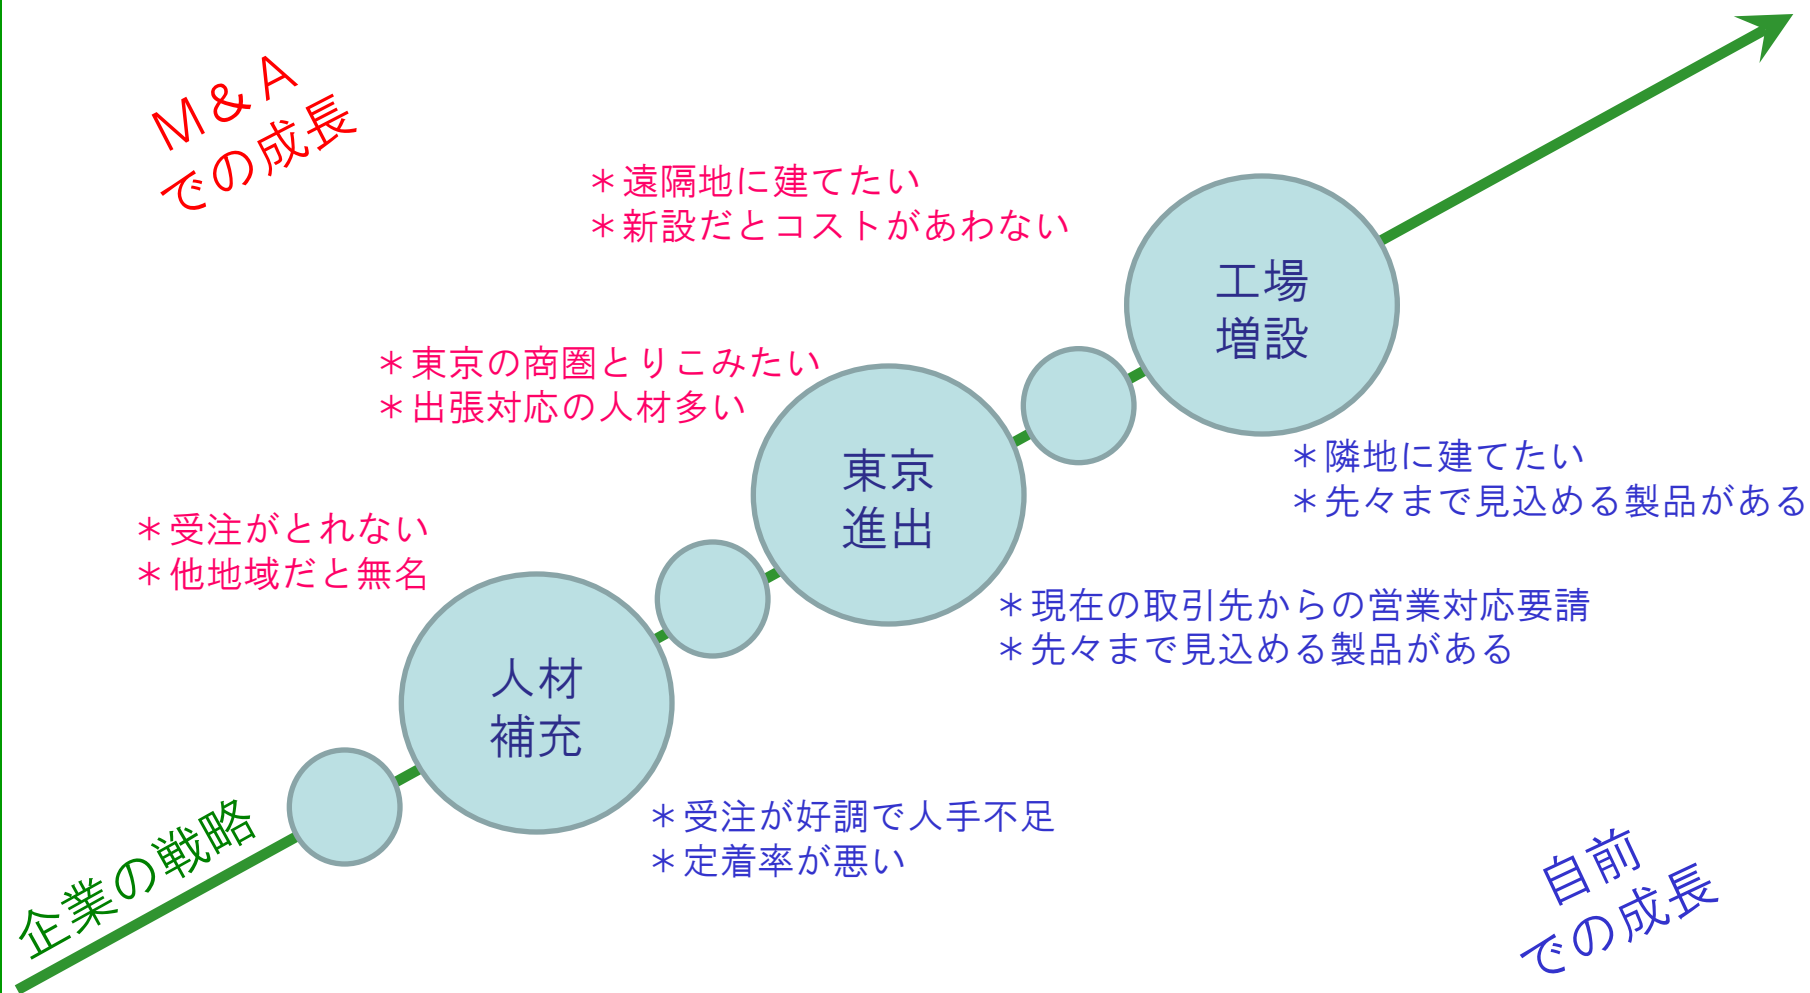 M＆A
での成長
＊遠隔地に建てたい
＊新設だとコストがあわない
工場
増設
＊東京の商圏とりこみたい
＊出張対応の人材多い
＊隣地に建てたい
＊先々まで見込める製品がある
東京
進出
＊受注がとれない
＊他地域だと無名
＊現在の取引先からの営業対応要請
＊先々まで見込める製品がある
人材
補充
＊受注が好調で人手不足
＊定着率が悪い
企業の戦略
自前
での成長